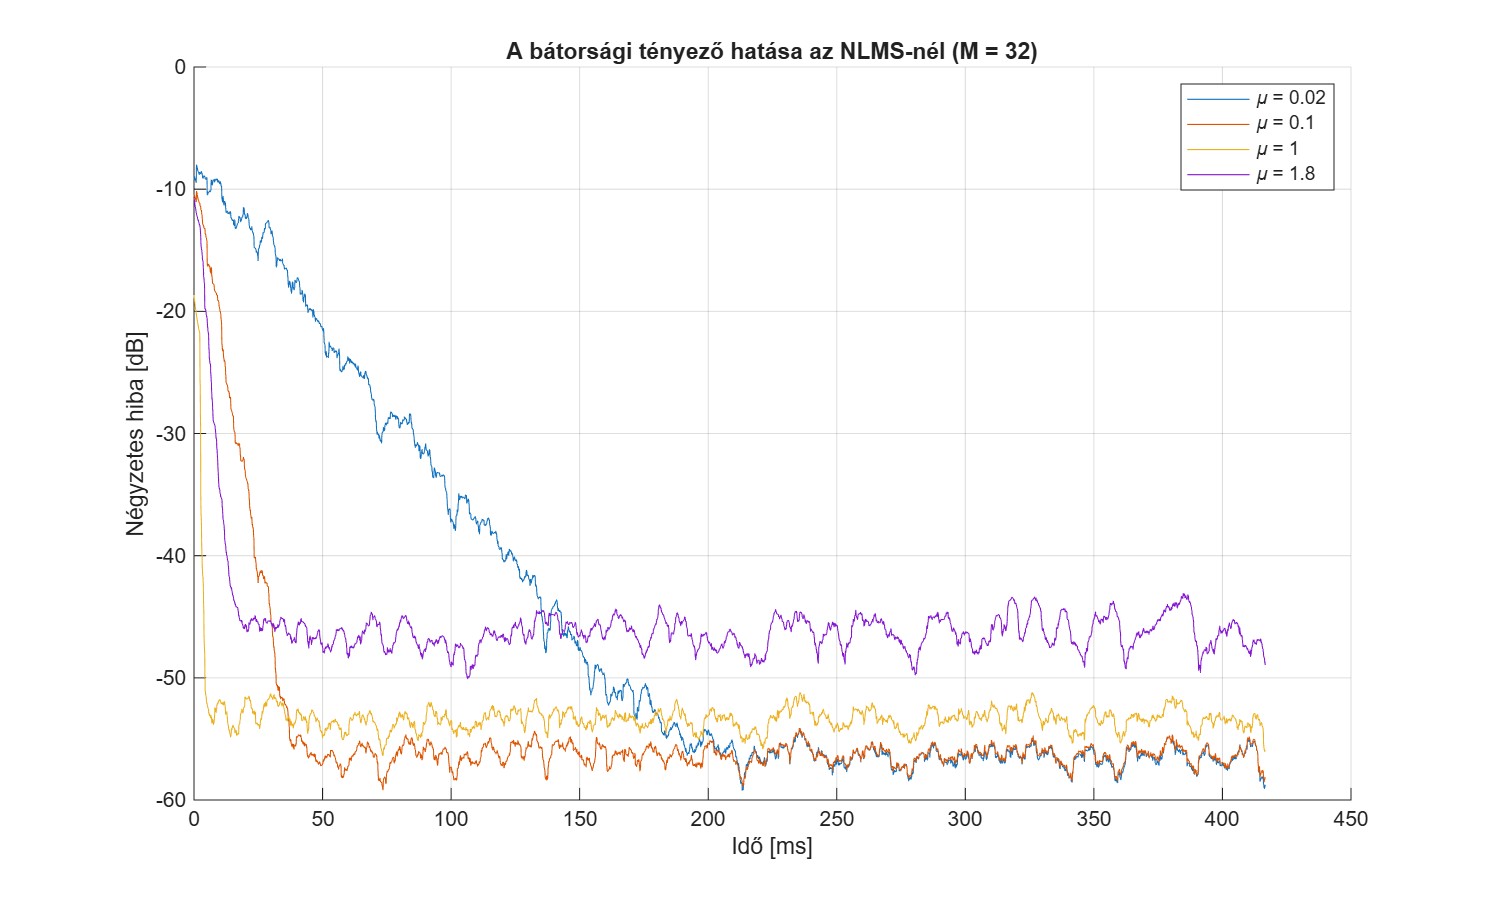 A bátorsági tényező hatása az NLMS-nél (M = 32)
μ = 0.02
μ = 0.1
μ = 1
μ = 1.8
Négyzetes hiba [dB]
0
-10
-20
-30
-40
-50
-60
0 50 100 150 200 250 300 350 400 450
Idő [ms]